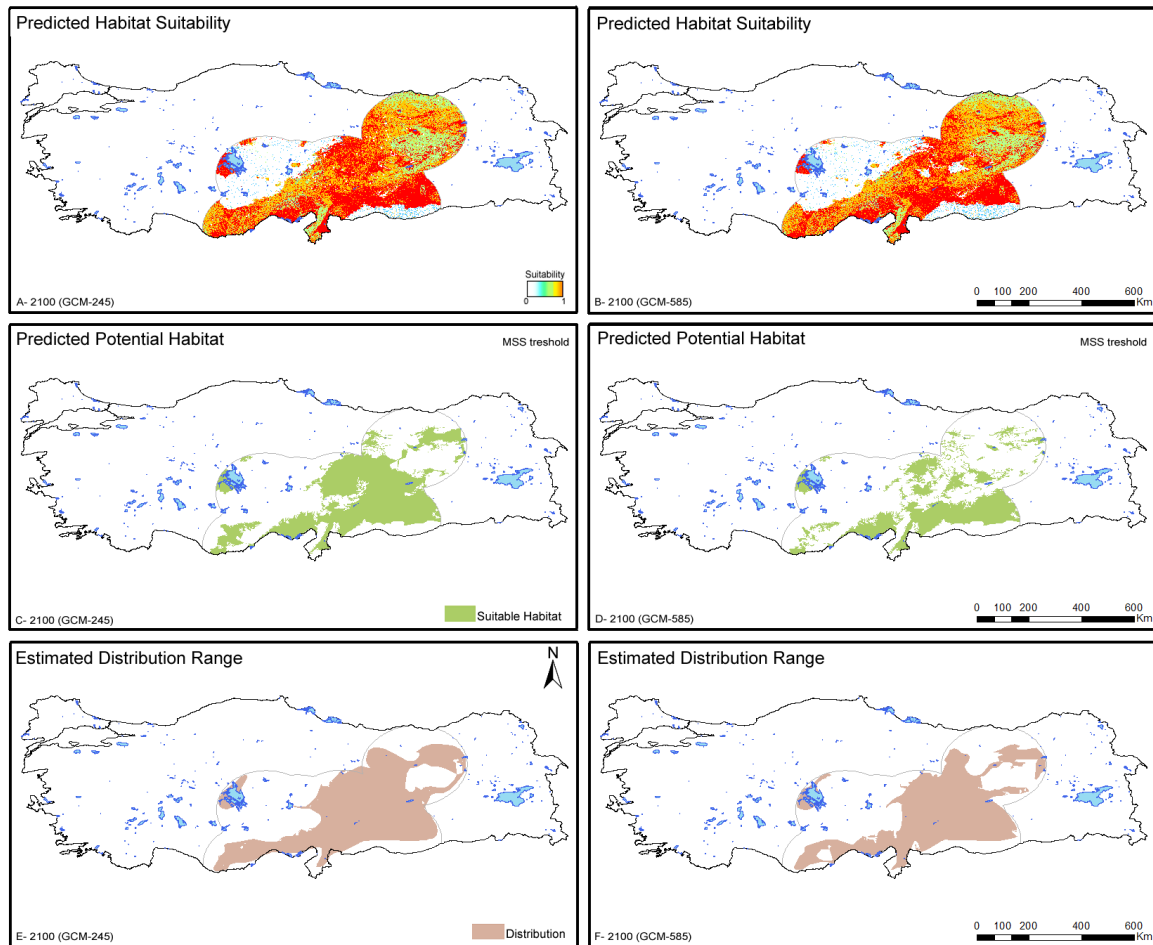 Predicted Habitat Suitability
Suitability
0 1
A- 2100 (GCM-245)
Predicted Habitat Suitability
B- 2100 (GCM-585)
0 100 200 400 600
Km
Predicted Potential Habitat
MSS treshold
C- 2100 (GCM-245)
Suitable Habitat
Predicted Potential Habitat
MSS treshold
D- 2100 (GCM-585)
0 100 200 400 600
Km
Estimated Distribution Range
N
E- 2100 (GCM-245)
Distribution
Estimated Distribution Range
F- 2100 (GCM-585)
0 100 200 400 600
Km